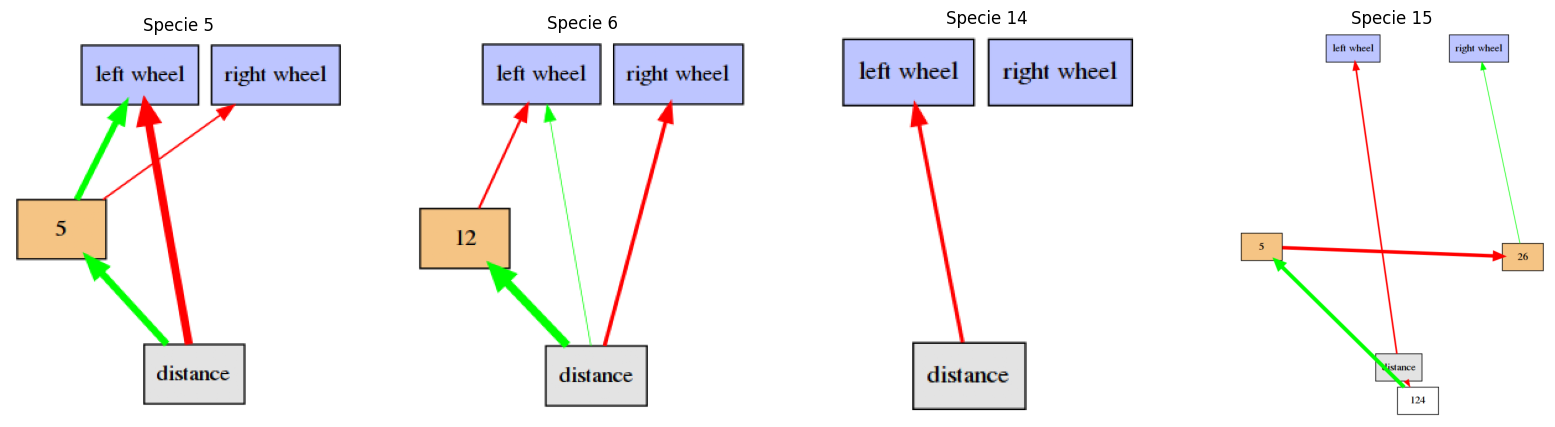 Specie 5
left wheel
right wheel
5
distance
Specie 6
left wheel
right wheel
12
distance
Specie 14
left wheel
right wheel
distance
Specie 15
left wheel
right wheel
5
26
distance
124